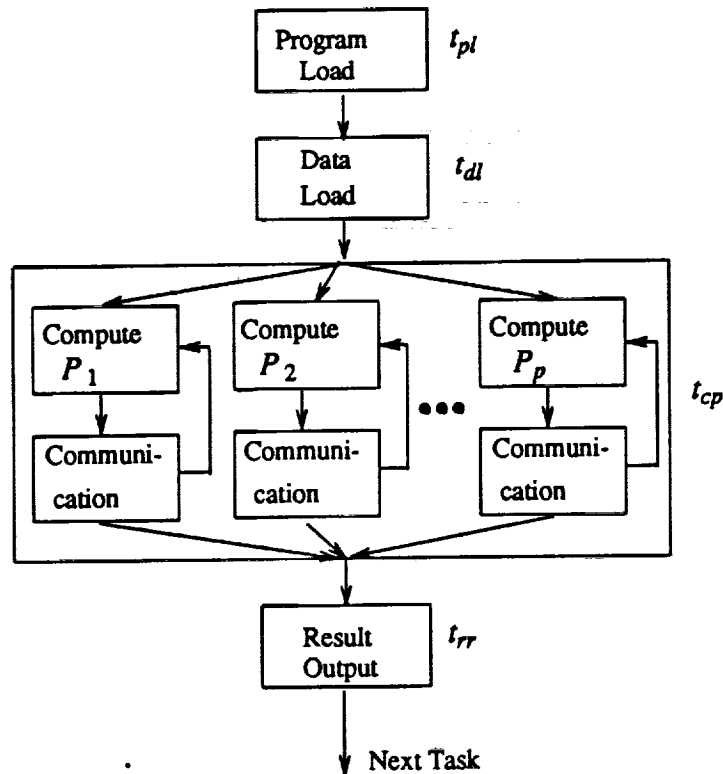 Program
Load
t_pl
Data
Load
t_dl
Compute
P_1
Compute
P_2
Compute
P_p
t_cp
Communi-
cation
Communi-
cation
Communi-
cation
Result
Output
t_rr
Next Task